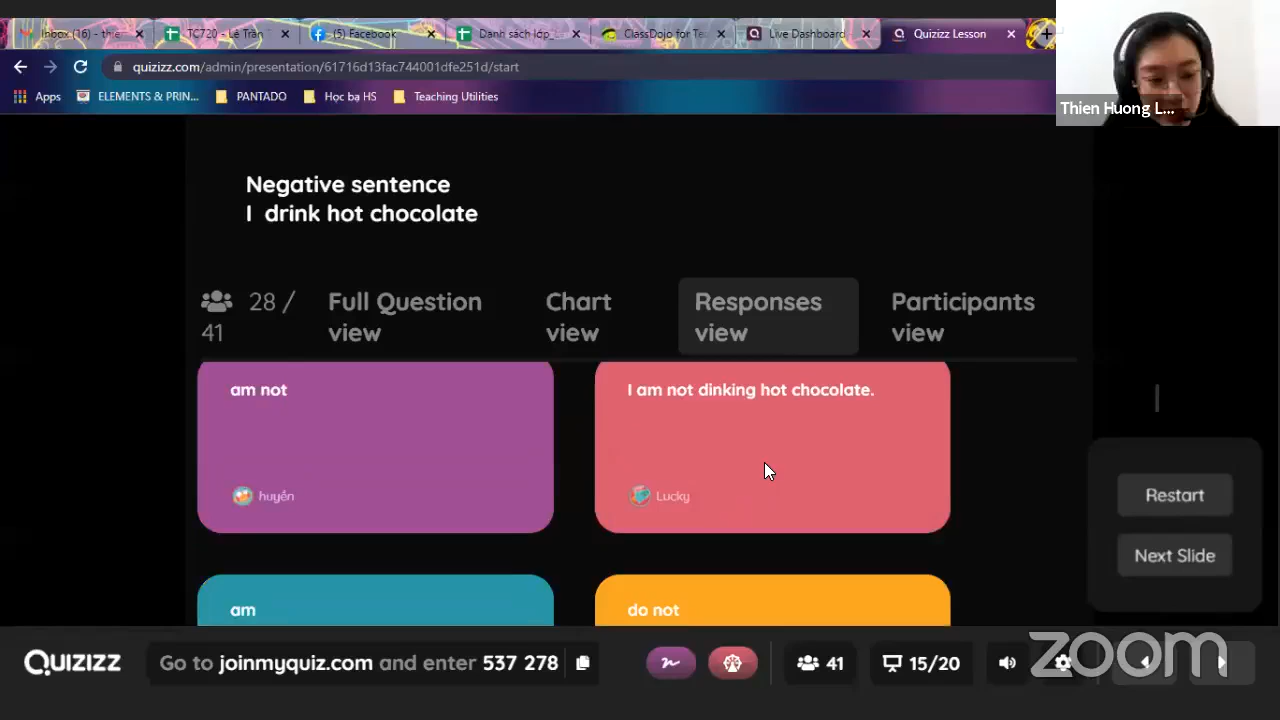 Inbox (16) - thie
TC720 - Lê Trần T
(5) Facebook
Danh sách lớp_L
ClassDojo for Te
Live Dashboard
Quizizz Lesson
quizizz.com/admin/presentation/61716d13fac744001dfe251d/start
Apps
ELEMENTS & PRIN...
PANTADO
Học bạ HS
Teaching Utilities
Thien Huong L...
Negative sentence
I drink hot chocolate
28 /
41
Full Question
view
Chart
view
Responses
view
Participants
view
am not
huyền
I am not dinking hot chocolate.
Lucky
am
do not
Restart
Next Slide
QUIZIZZ
Go to joinmyquiz.com and enter 537 278
41
15/20
zoom